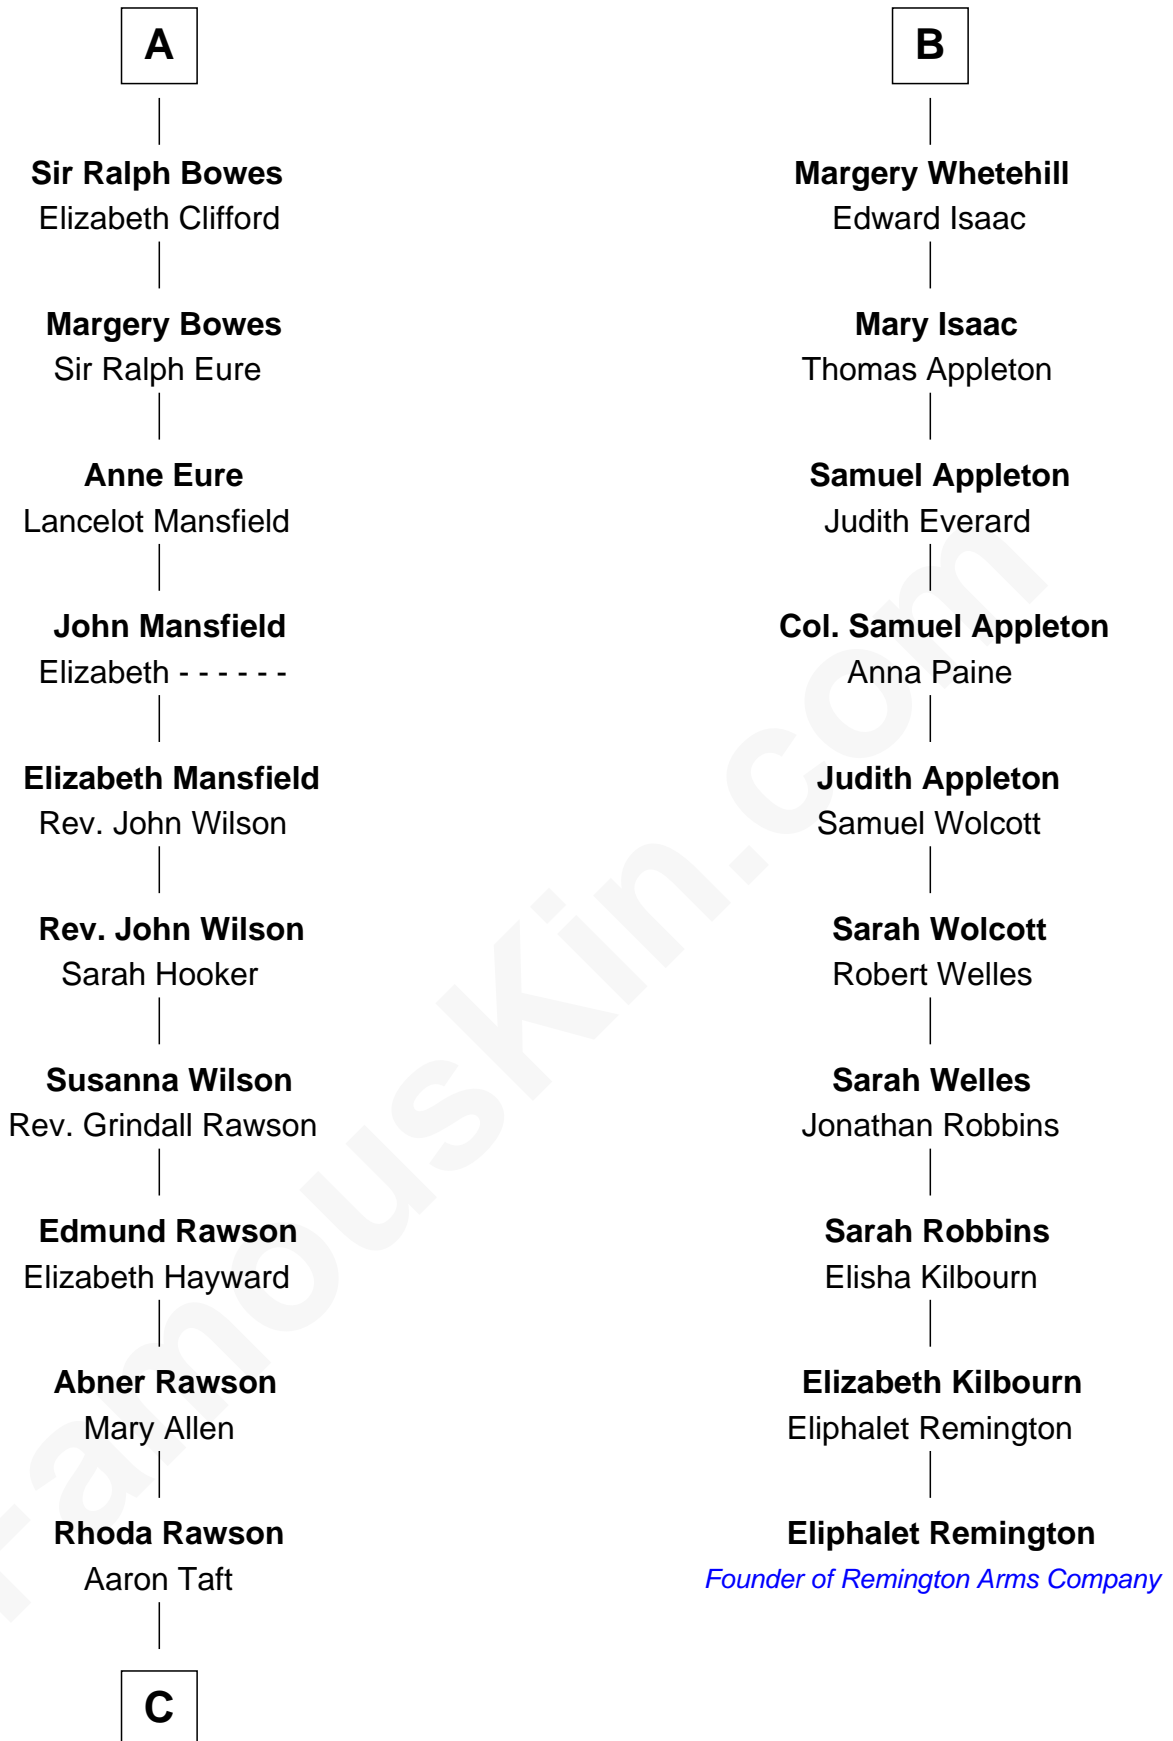 A
Sir Ralph Bowes
Elizabeth Clifford
Margery Bowes
Sir Ralph Eure
Anne Eure
Lancelot Mansfield
John Mansfield
Elizabeth - - - - - -
Elizabeth Mansfield
Rev. John Wilson
Rev. John Wilson
Sarah Hooker
Susanna Wilson
Rev. Grindall Rawson
Edmund Rawson
Elizabeth Hayward
Abner Rawson
Mary Allen
Rhoda Rawson
Aaron Taft
C
B
Margery Whetehill
Edward Isaac
Mary Isaac
Thomas Appleton
Samuel Appleton
Judith Everard
Col. Samuel Appleton
Anna Paine
Judith Appleton
Samuel Wolcott
Sarah Wolcott
Robert Welles
Sarah Welles
Jonathan Robbins
Sarah Robbins
Elisha Kilbourn
Elizabeth Kilbourn
Eliphalet Remington
Eliphalet Remington
Founder of Remington Arms Company
FamousKin.com